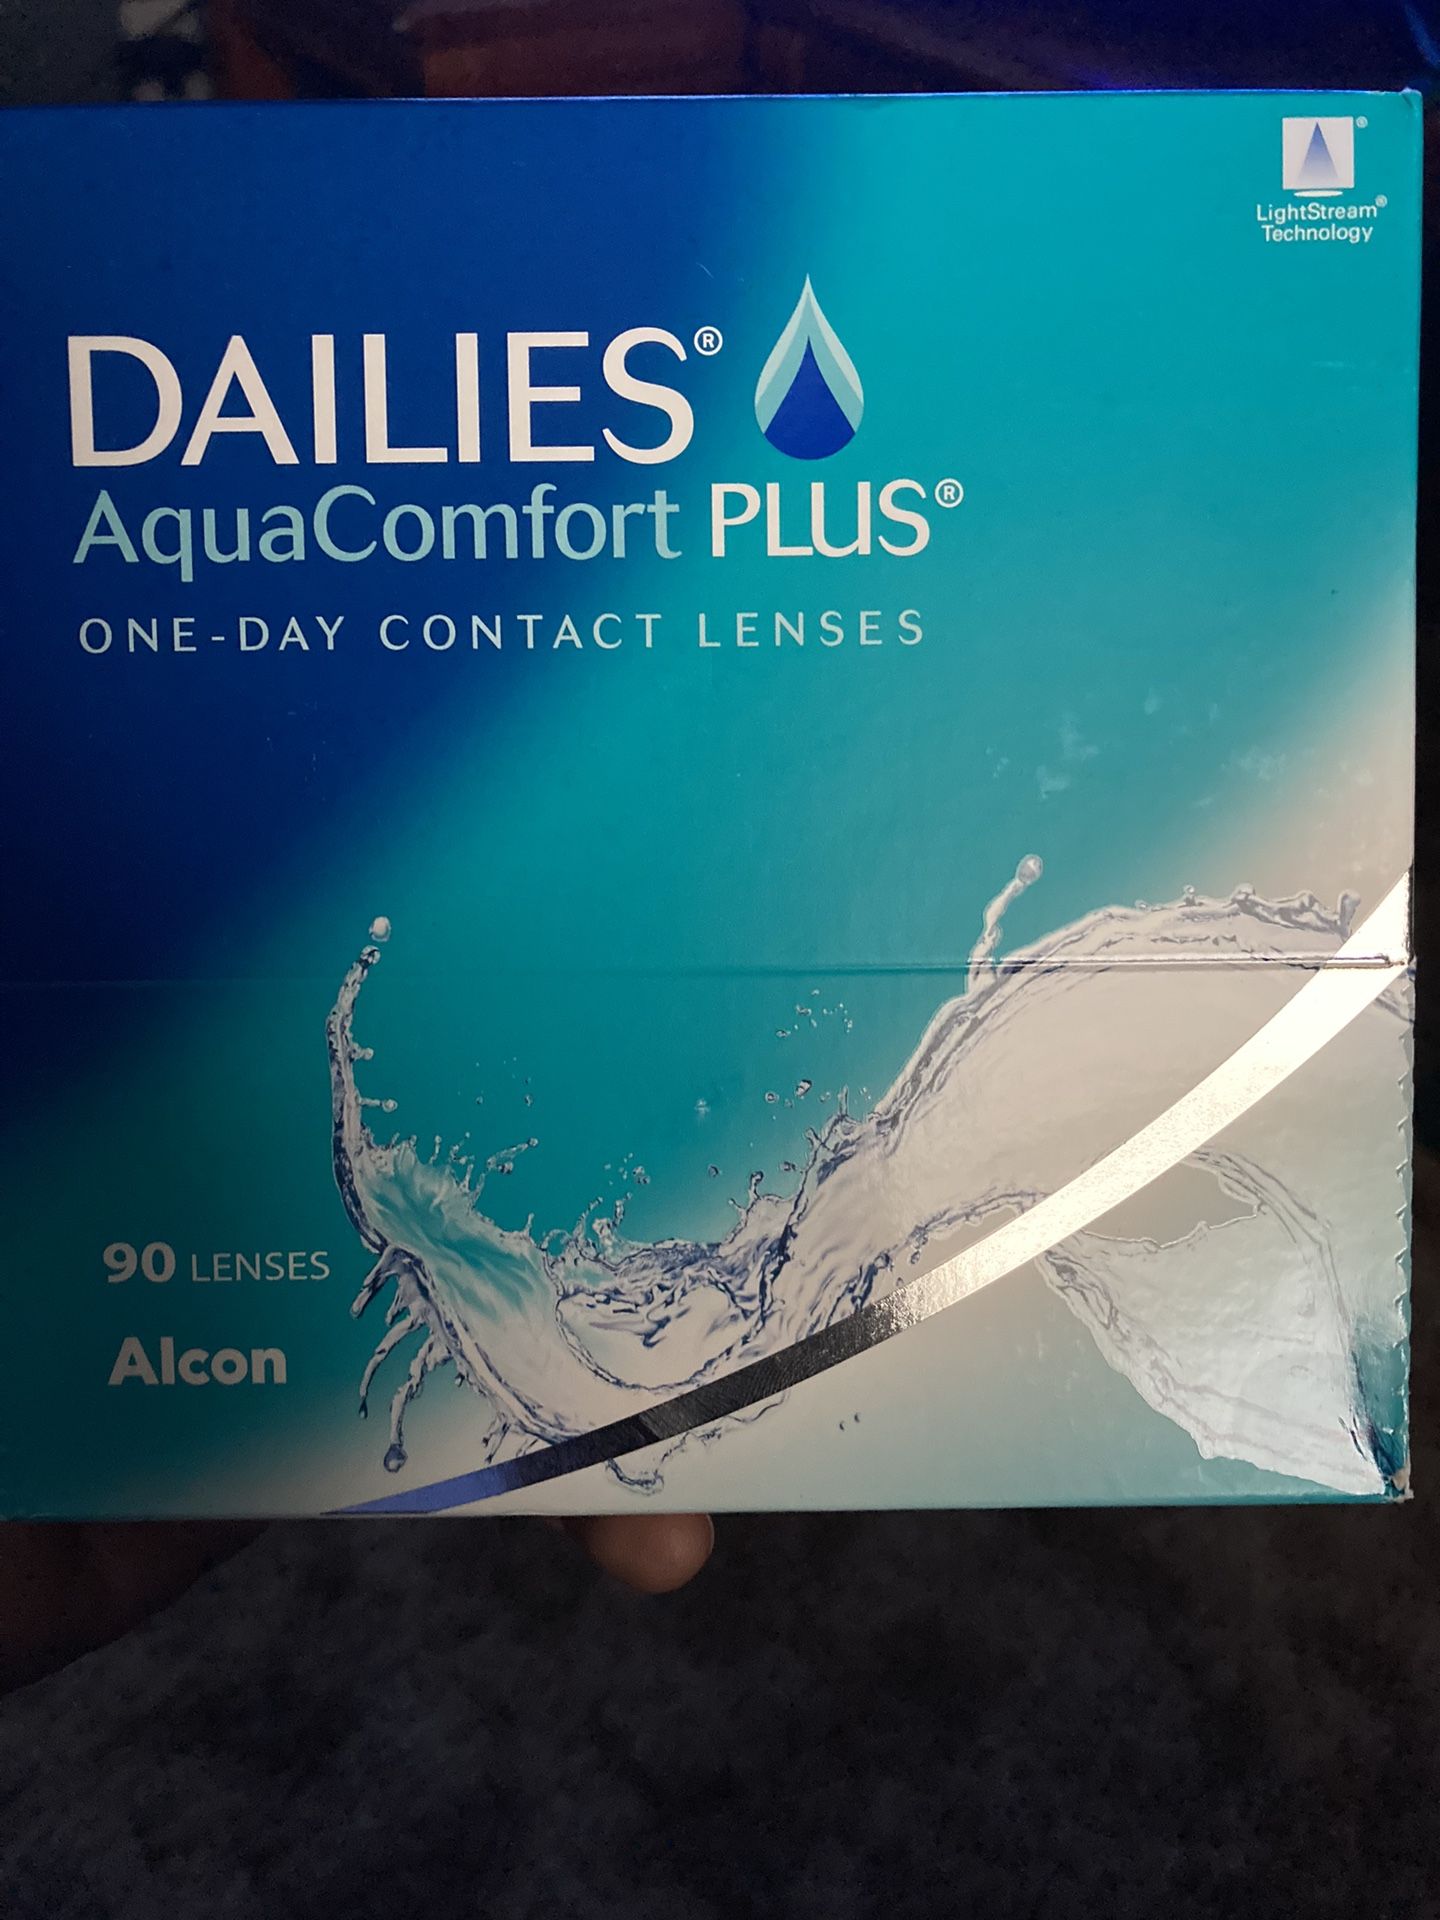 LightStream®
Technology
DAILIES®
AquaComfort PLUS®
ONE-DAY CONTACT LENSES
90 LENSES
Alcon